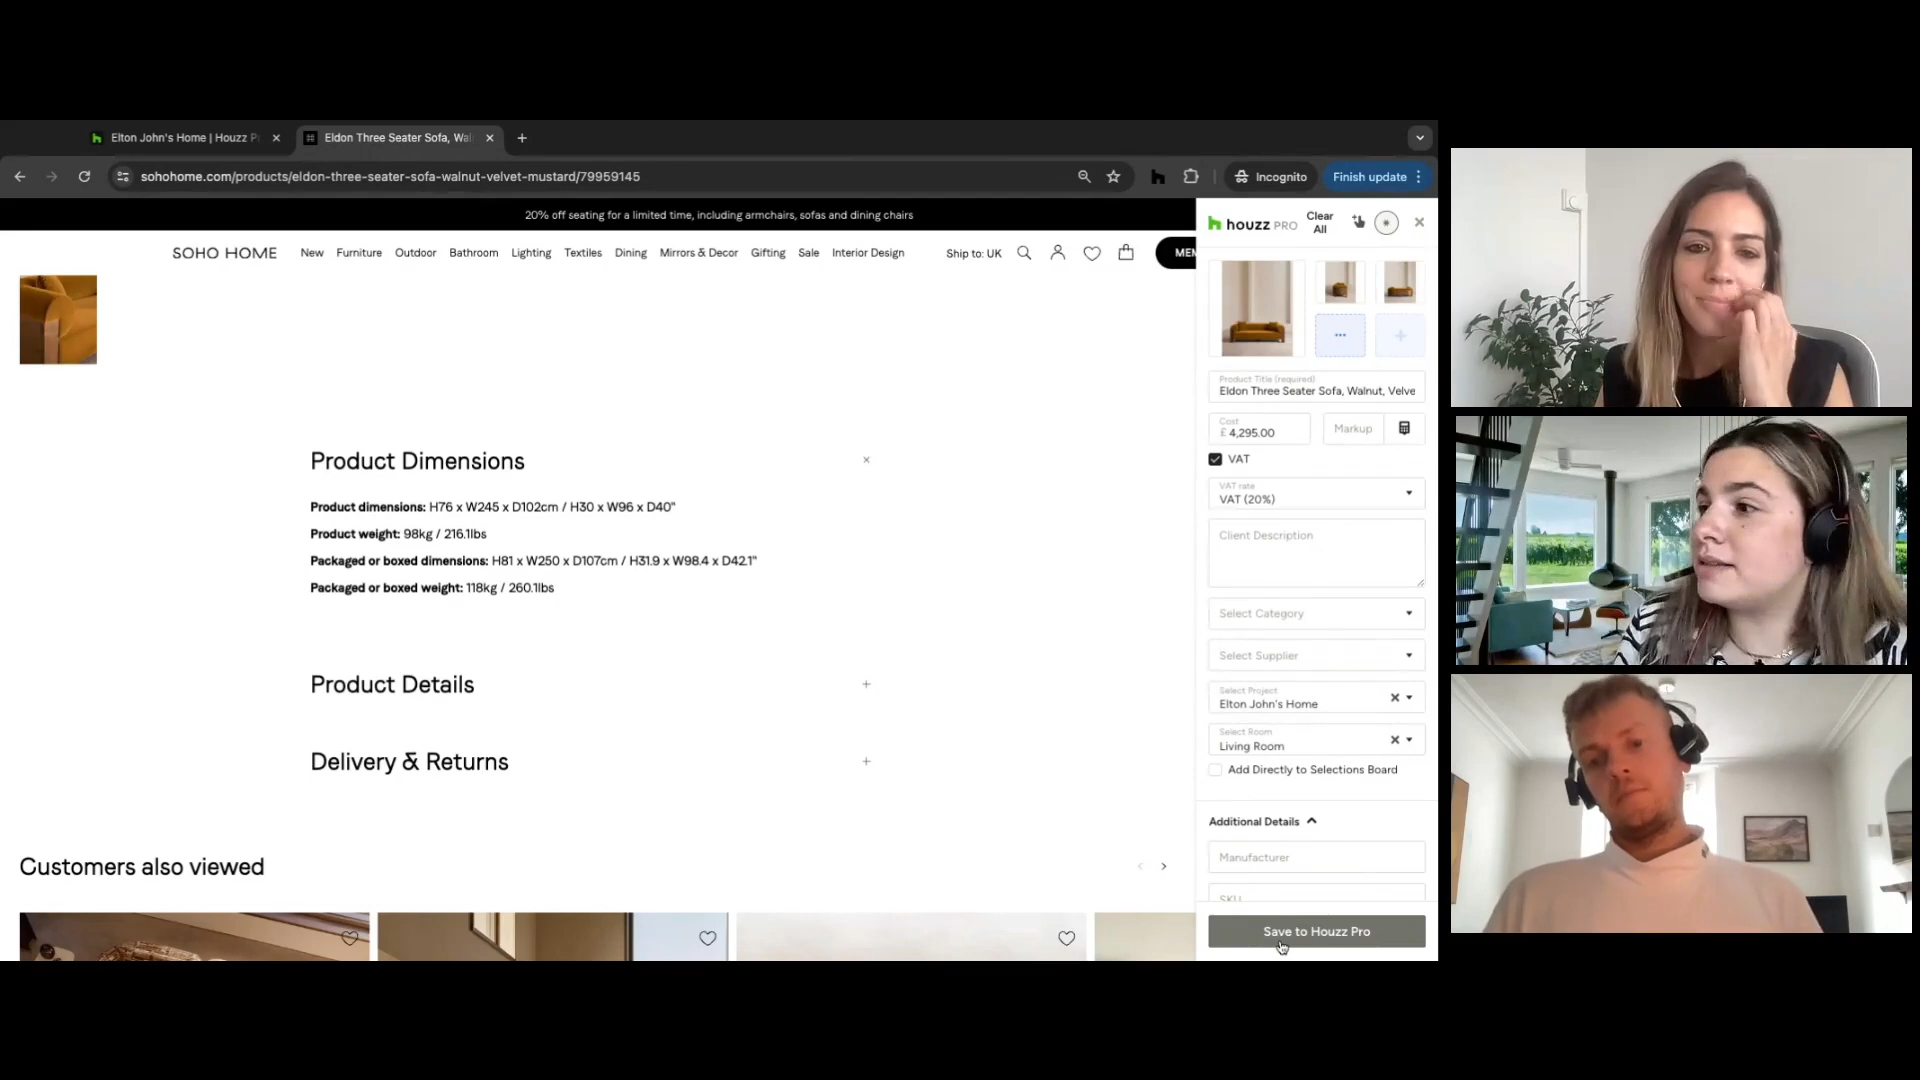 Elton John's Home | Houzz P
Eldon Three Seater Sofa, Wal
sohohome.com/products/eldon-three-seater-sofa-walnut-velvet-mustard/79959145
Incognito
Finish update
20% off seating for a limited time, including armchairs, sofas and dining chairs
SOHO HOME
New
Furniture
Outdoor
Bathroom
Lighting
Textiles
Dining
Mirrors & Decor
Gifting
Sale
Interior Design
Ship to: UK
MEM
Product Dimensions
Product dimensions: H76 x W245 x D102cm / H30 x W96 x D40"
Product weight: 98kg / 216.1lbs
Packaged or boxed dimensions: H81 x W250 x D107cm / H31.9 x W98.4 x D42.1"
Packaged or boxed weight: 118kg / 260.1lbs
Product Details
Delivery & Returns
Customers also viewed
houzz PRO
Clear
All
Product Title (required)
Eldon Three Seater Sofa, Walnut, Velve
Cost
£ 4,295.00
Markup
VAT
VAT rate
VAT (20%)
Client Description
Select Category
Select Supplier
Select Project
Elton John's Home
Select Room
Living Room
Add Directly to Selections Board
Additional Details
Manufacturer
SKU
Save to Houzz Pro